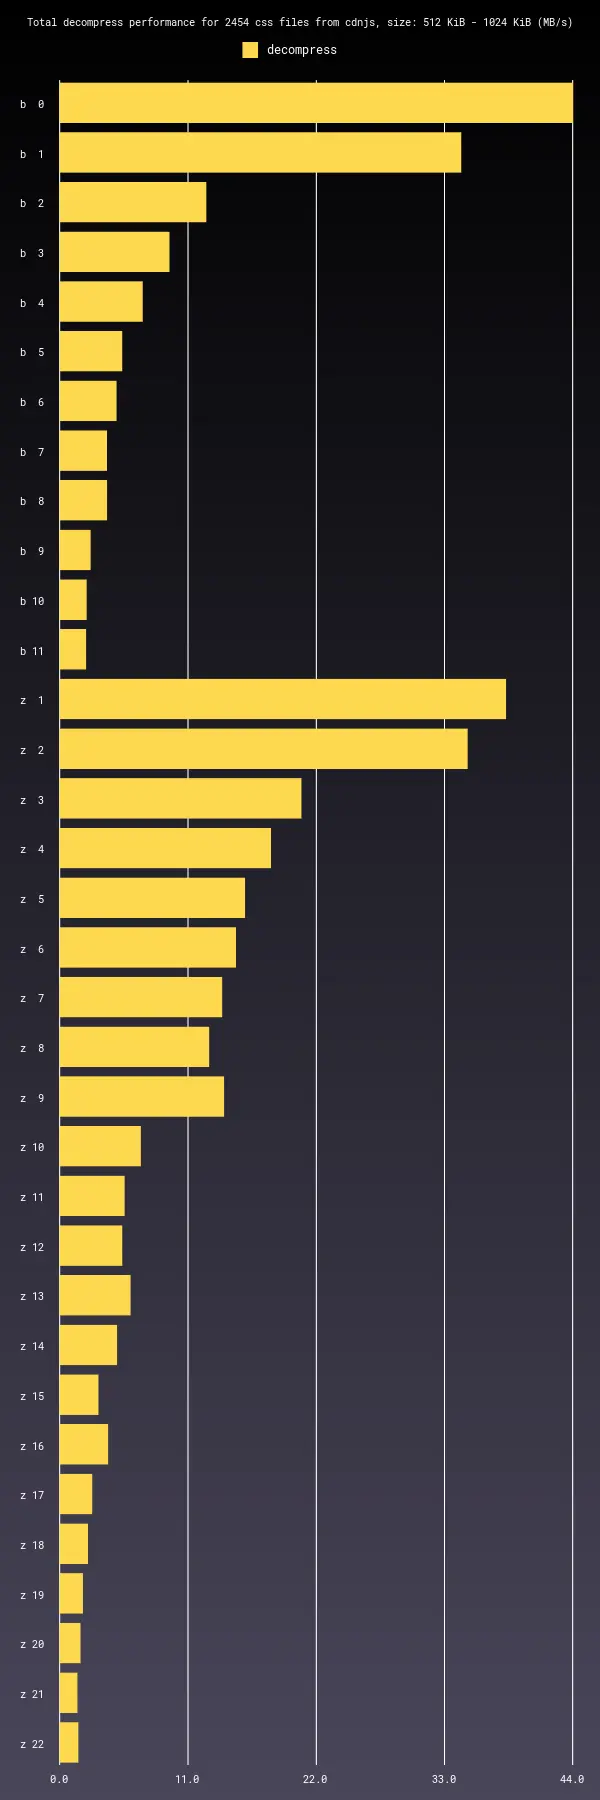 Total decompress performance for 2454 css files from cdnjs, size: 512 KiB - 1024 KiB (MB/s)
decompress
b  0
b  1
b  2
b  3
b  4
b  5
b  6
b  7
b  8
b  9
b 10
b 11
z  1
z  2
z  3
z  4
z  5
z  6
z  7
z  8
z  9
z 10
z 11
z 12
z 13
z 14
z 15
z 16
z 17
z 18
z 19
z 20
z 21
z 22
0.0 11.0 22.0 33.0 44.0